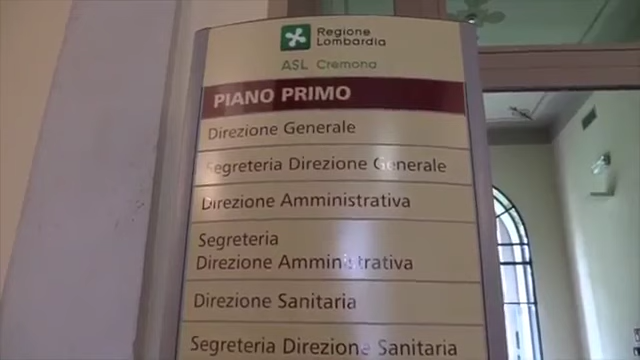 Regione
Lombardia
ASL Cremona
PIANO PRIMO
Direzione Generale
Segreteria Direzione Generale
Direzione Amministrativa
Segreteria
Direzione Amministrativa
Direzione Sanitaria
Segreteria Direzione Sanitaria